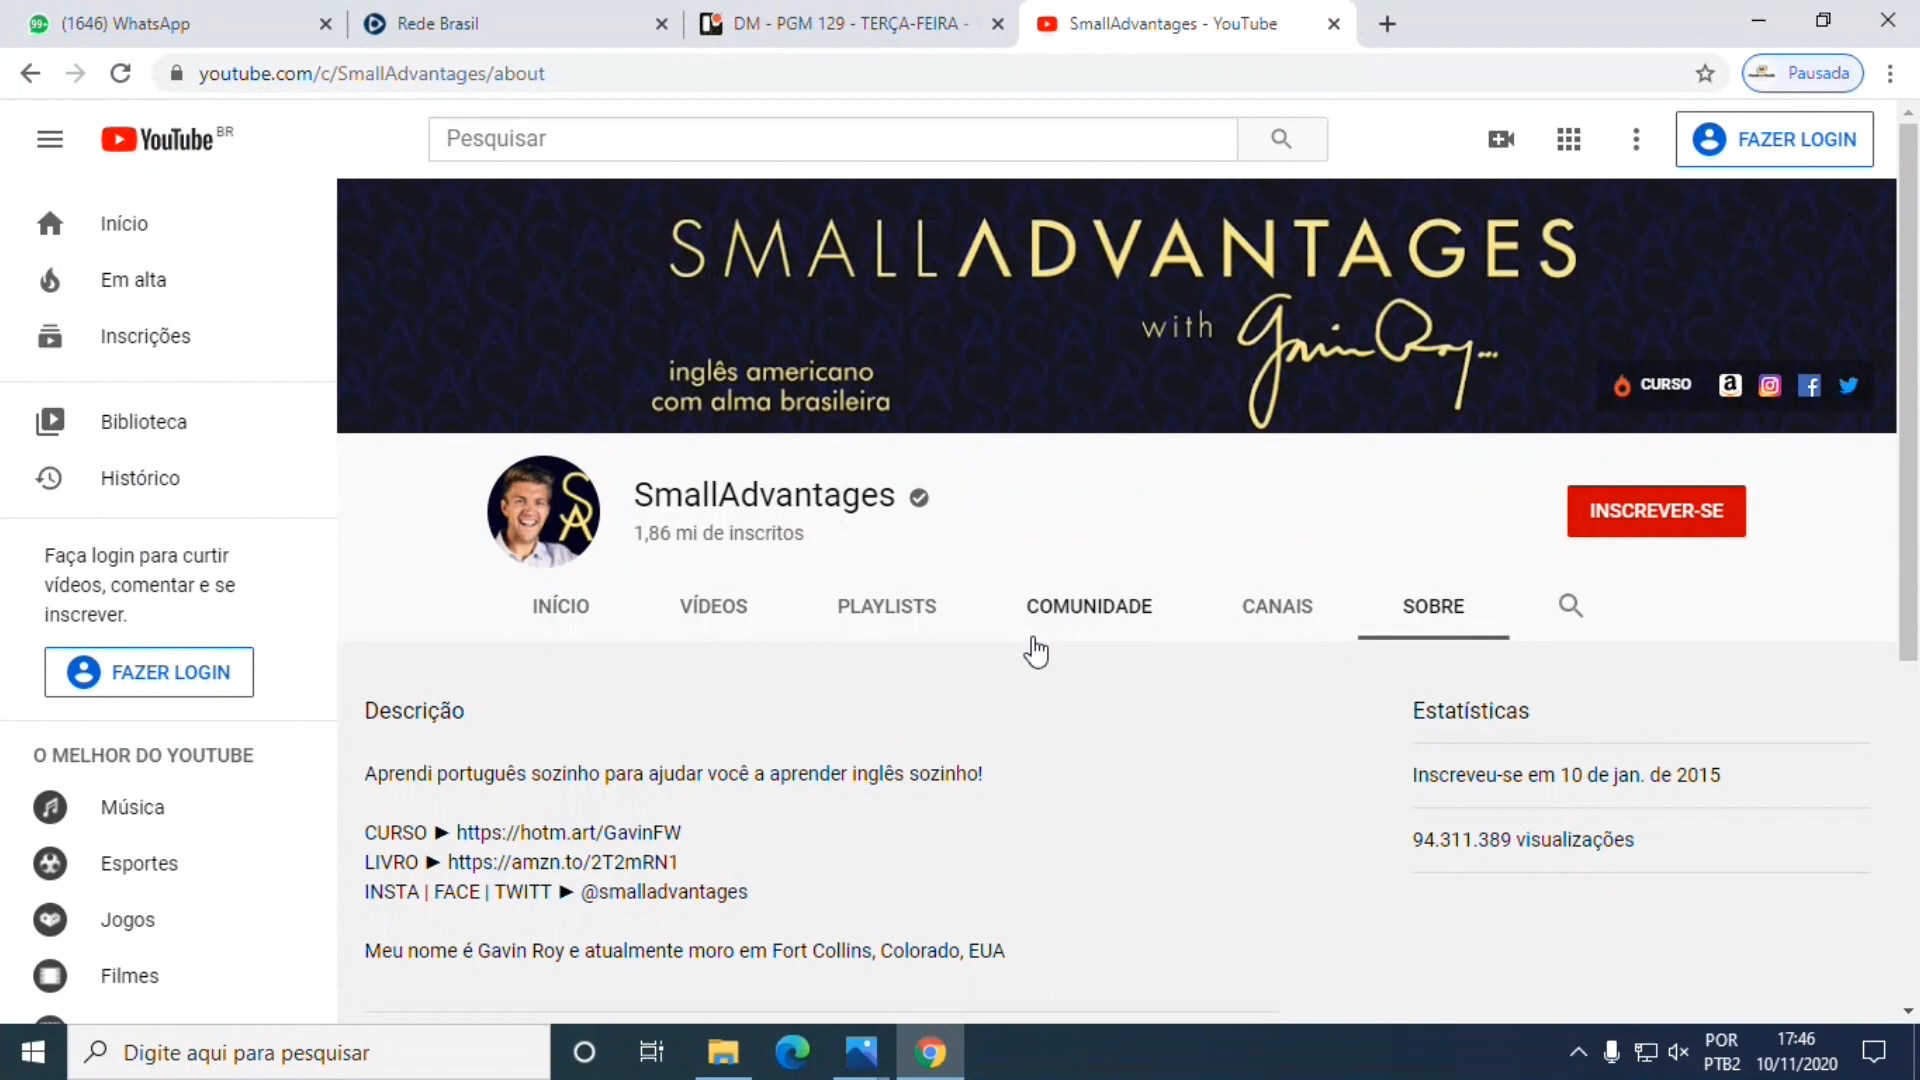 (1646) WhatsApp
Rede Brasil
DM - PGM 129 - TERÇA-FEIRA -
SmallAdvantages - YouTube
youtube.com/c/SmallAdvantages/about
Pausada
YouTube BR
Pesquisar
FAZER LOGIN
Início
Em alta
Inscrições
Biblioteca
Histórico
Faça login para curtir
vídeos, comentar e se
inscrever.
FAZER LOGIN
O MELHOR DO YOUTUBE
Música
Esportes
Jogos
Filmes
SMALLADVANTAGES
with Gavin Roy...
inglês americano
com alma brasileira
CURSO
SmallAdvantages
1,86 mi de inscritos
INSCREVER-SE
INÍCIO
VÍDEOS
PLAYLISTS
COMUNIDADE
CANAIS
SOBRE
Descrição
Aprendi português sozinho para ajudar você a aprender inglês sozinho!
CURSO ► https://hotm.art/GavinFW
LIVRO ► https://amzn.to/2T2mRN1
INSTA | FACE | TWITT ► @smalladvantages
Meu nome é Gavin Roy e atualmente moro em Fort Collins, Colorado, EUA
Estatísticas
Inscreveu-se em 10 de jan. de 2015
94.311.389 visualizações
Digite aqui para pesquisar
POR
PTB2
17:46
10/11/2020